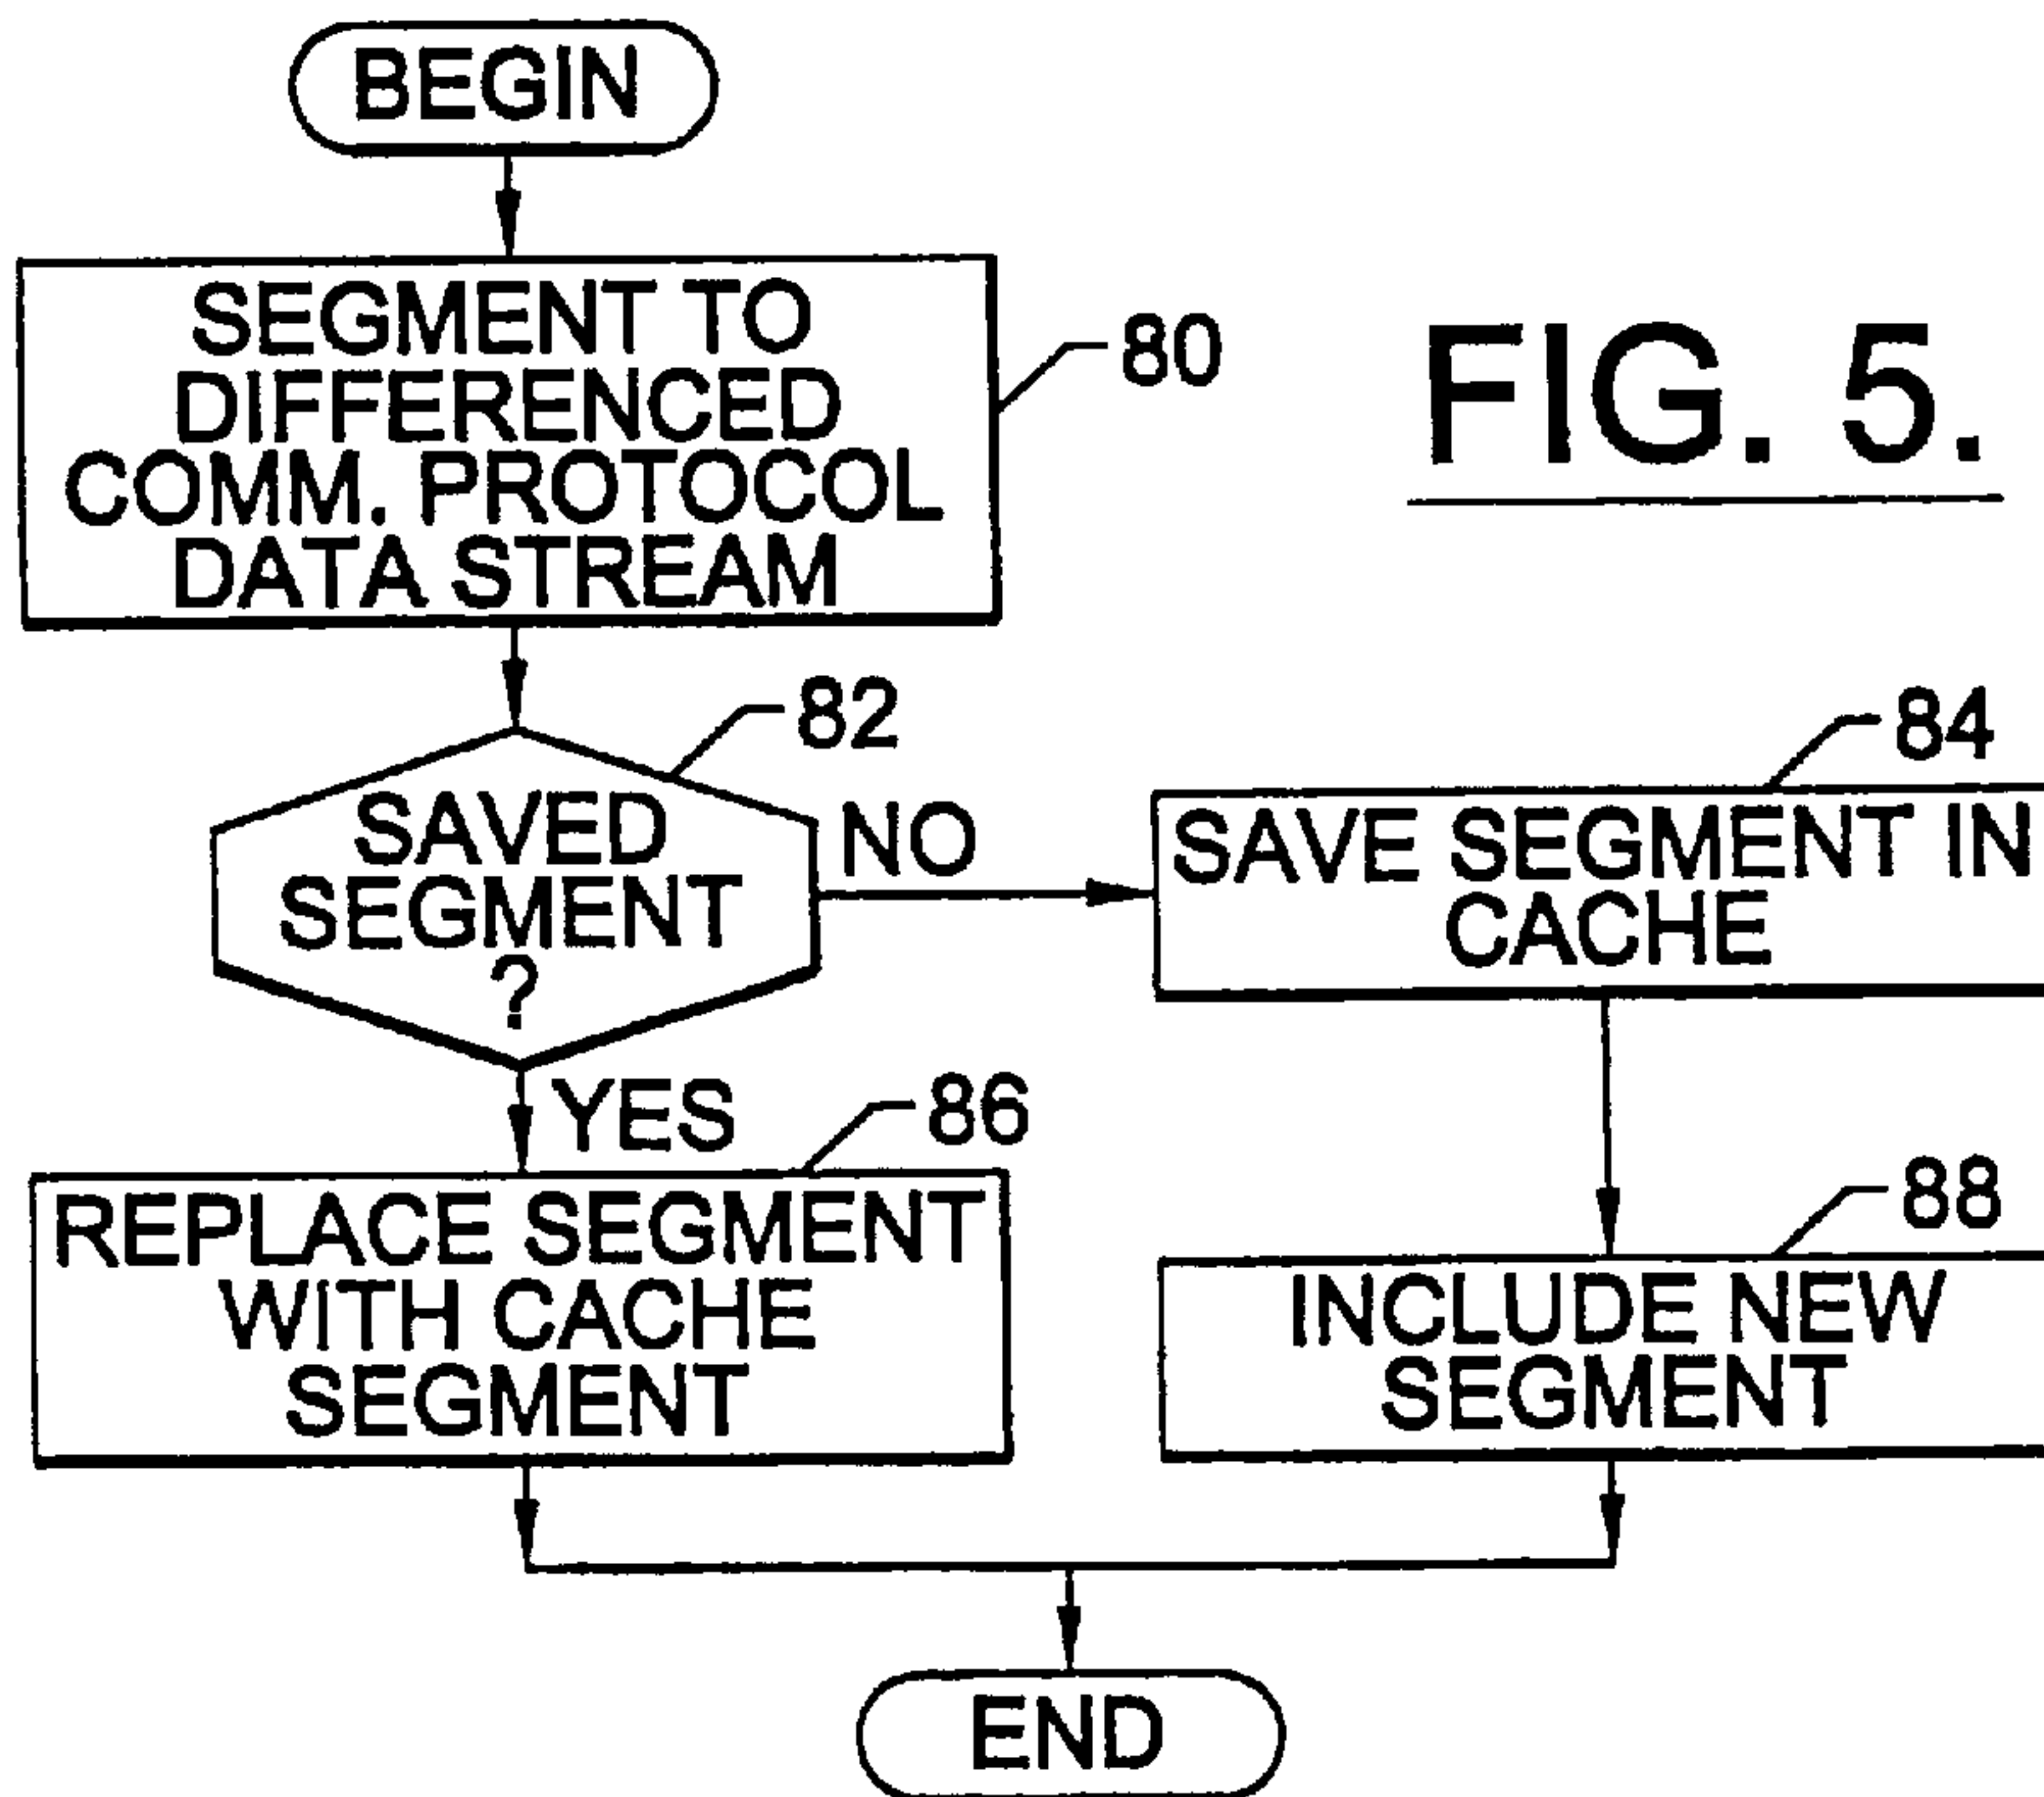 BEGIN
SEGMENT TO
DIFFERENCED
COMM. PROTOCOL
DATA STREAM
80
FIG. 5.
82
SAVED
SEGMENT
?
NO
84
SAVE SEGMENT IN
CACHE
YES
86
REPLACE SEGMENT
WITH CACHE
SEGMENT
88
INCLUDE NEW
SEGMENT
END